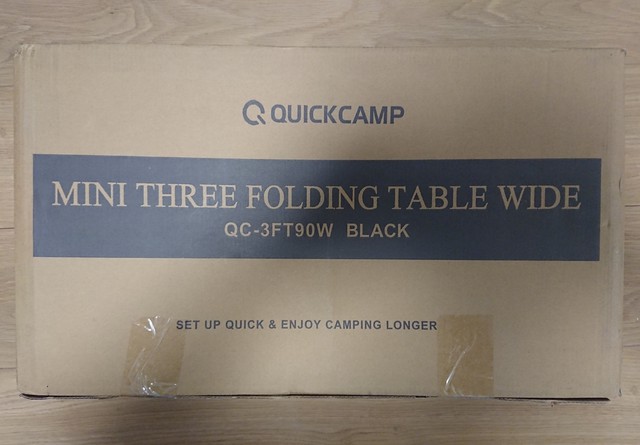 QUICKCAMP
MINI THREE FOLDING TABLE WIDE
QC-3FT90W BLACK
SET UP QUICK & ENJOY CAMPING LONGER